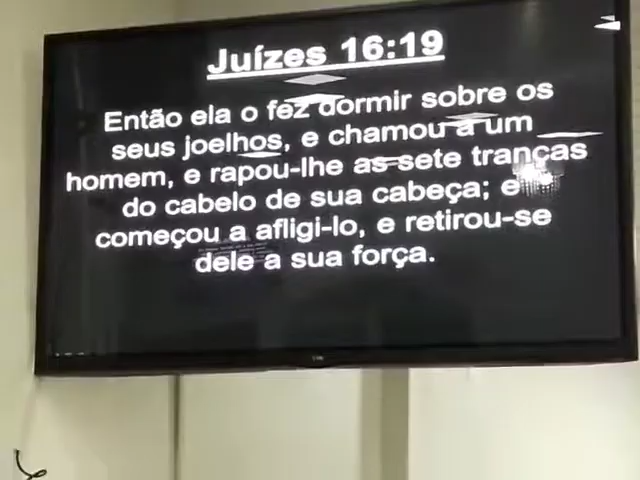 Juízes 16:19
Então ela o fez dormir sobre os
seus joelhos, e chamou a um
homem, e rapou-lhe as sete tranças
do cabelo de sua cabeça; e
começou a afligi-lo, e retirou-se
dele a sua força.